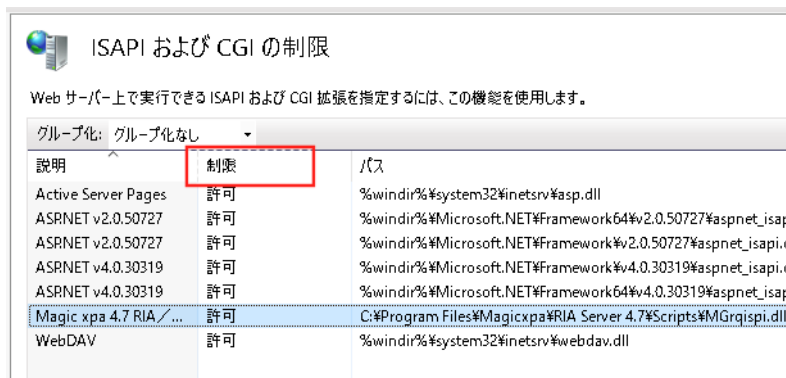 ISAPI および CGI の制限
Web サーバー上で実行できる ISAPI および CGI 拡張を指定するには、この機能を使用します。
グループ化: グループ化なし
説明 制限 パス
Active Server Pages 許可 %windir%¥system32¥inetsrv¥asp.dll
ASP.NET v2.0.50727 許可 %windir%¥Microsoft.NET¥Framework64¥v2.0.50727¥aspnet_isap
ASP.NET v2.0.50727 許可 %windir%¥Microsoft.NET¥Framework¥v2.0.50727¥aspnet_isapi.
ASP.NET v4.0.30319 許可 %windir%¥Microsoft.NET¥Framework¥v4.0.30319¥aspnet_isapi.
ASP.NET v4.0.30319 許可 %windir%¥Microsoft.NET¥Framework64¥v4.0.30319¥aspnet_isap
Magic xpa 4.7 RIA／... 許可 C:¥Program Files¥Magicxpa¥RIA Server 4.7¥Scripts¥MGrqispi.dll
WebDAV 許可 %windir%¥system32¥inetsrv¥webdav.dll